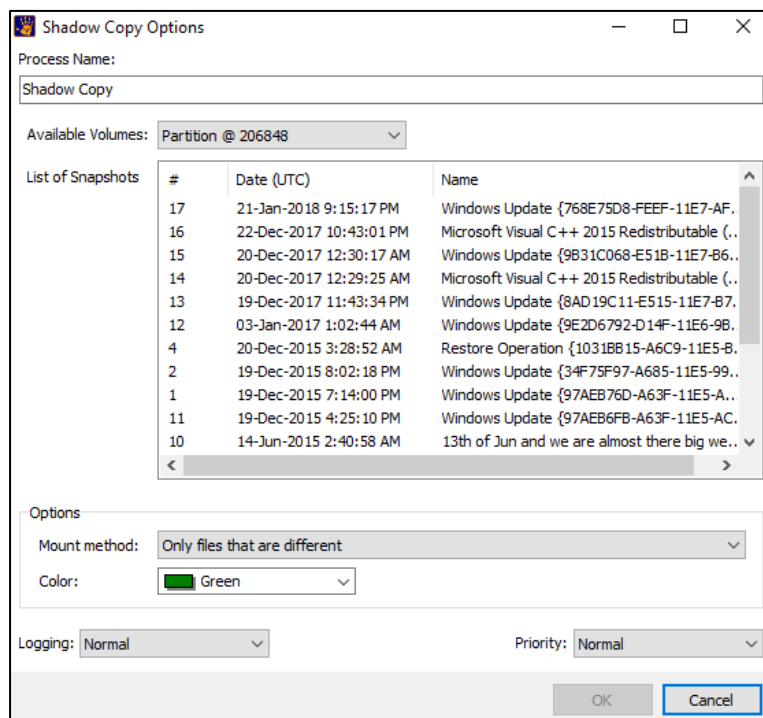 Shadow Copy Options
Process Name:
Shadow Copy
Available Volumes: Partition @ 206848
List of Snapshots
# Date (UTC) Name
17 21-Jan-2018 9:15:17 PM Windows Update {768E75D8-FEEF-11E7-AF..
16 22-Dec-2017 10:43:01 PM Microsoft Visual C++ 2015 Redistributable (..
15 20-Dec-2017 12:30:17 AM Windows Update {9B31C068-E51B-11E7-B6..
14 20-Dec-2017 12:29:25 AM Microsoft Visual C++ 2015 Redistributable (..
13 19-Dec-2017 11:43:34 PM Windows Update {8AD19C11-E515-11E7-B7..
12 03-Jan-2017 1:02:44 AM Windows Update {9E2D6792-D14F-11E6-9B..
4 20-Dec-2015 3:28:52 AM Restore Operation {1031BB15-A6C9-11E5-B..
2 19-Dec-2015 8:02:18 PM Windows Update {34F75F97-A685-11E5-99..
1 19-Dec-2015 7:14:00 PM Windows Update {97AEB76D-A63F-11E5-A...
11 19-Dec-2015 4:25:10 PM Windows Update {97AEB6FB-A63F-11E5-AC..
10 14-Jun-2015 2:40:58 AM 13th of Jun and we are almost there big we..
Options
Mount method: Only files that are different
Color: Green
Logging: Normal Priority: Normal
OK Cancel